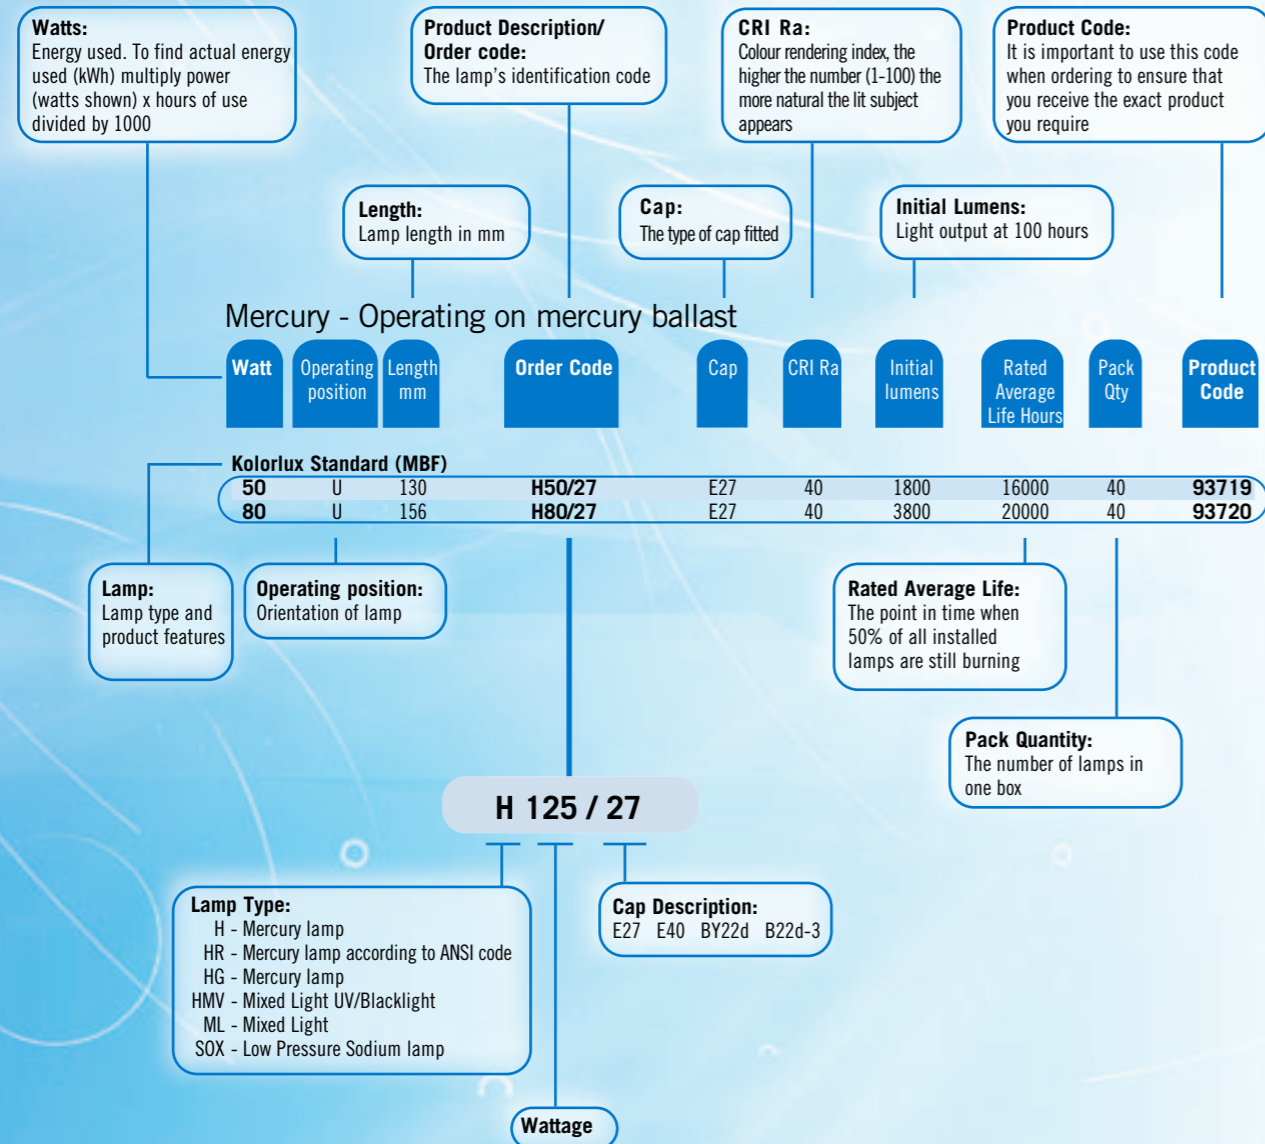 Watts:
Energy used. To find actual energy
used (kWh) multiply power
(watts shown) x hours of use
divided by 1000
Product Description/
Order code:
The lamp's identification code
CRI Ra:
Colour rendering index, the
higher the number (1-100) the
more natural the lit subject
appears
Product Code:
It is important to use this code
when ordering to ensure that
you receive the exact product
you require
Length:
Lamp length in mm
Cap:
The type of cap fitted
Initial Lumens:
Light output at 100 hours
Mercury - Operating on mercury ballast
Watt
Operating
position
Length
mm
Order Code
Cap
CRI Ra
Initial
lumens
Rated
Average
Life Hours
Pack
Qty
Product
Code
Kolorlux Standard (MBF)
50 U 130 H50/27 E27 40 1800 16000 40 93719
80 U 156 H80/27 E27 40 3800 20000 40 93720
Lamp:
Lamp type and
product features
Operating position:
Orientation of lamp
Rated Average Life:
The point in time when
50% of all installed
lamps are still burning
Pack Quantity:
The number of lamps in
one box
H 125 / 27
Lamp Type:
H - Mercury lamp
HR - Mercury lamp according to ANSI code
HG - Mercury lamp
HMV - Mixed Light UV/Blacklight
ML - Mixed Light
SOX - Low Pressure Sodium lamp
Cap Description:
E27 E40 BY22d B22d-3
Wattage